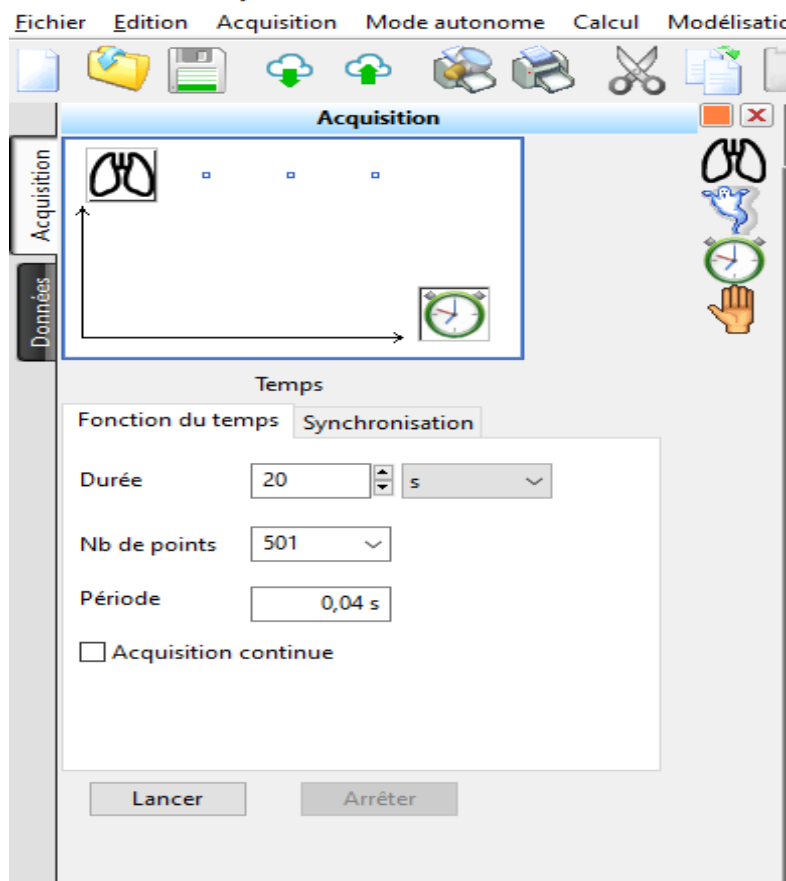 Fichier Edition Acquisition Mode autonome Calcul Modélisatio
Acquisition
Acquisition
Données
Temps
Fonction du temps Synchronisation
Durée 20 s
Nb de points 501
Période 0,04 s
Acquisition continue
Lancer Arrêter